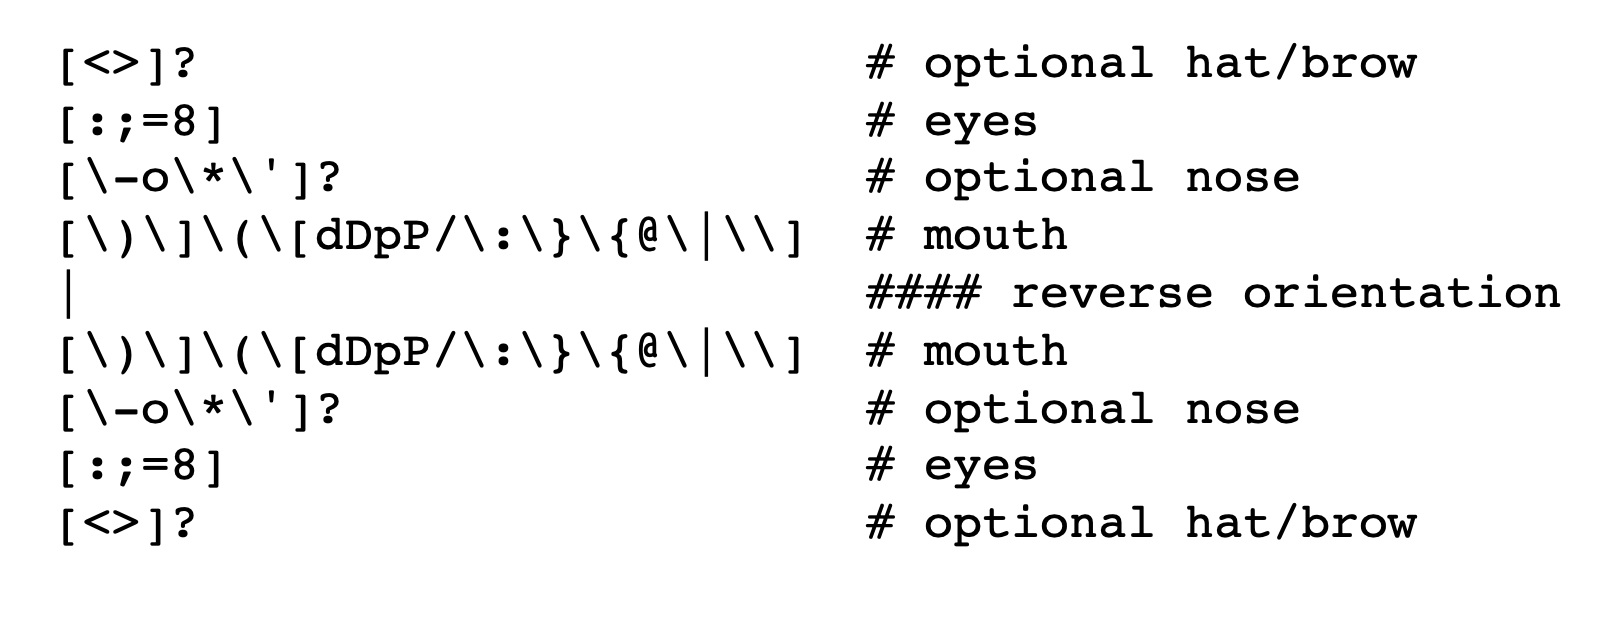 [<>]?                       # optional hat/brow
[:;=8]                      # eyes
[\-o\*\']?                  # optional nose
[\)\]\(\[dDpP/\:\}\{@\|\\]  # mouth
|                           #### reverse orientation
[\)\]\(\[dDpP/\:\}\{@\|\\]  # mouth
[\-o\*\']?                  # optional nose
[:;=8]                      # eyes
[<>]?                       # optional hat/brow